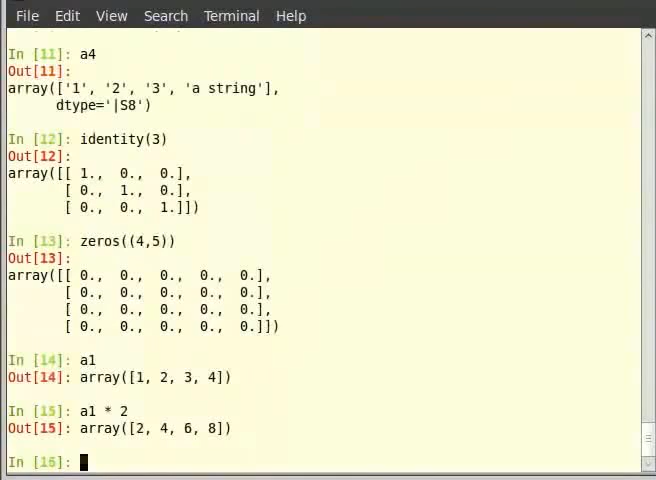 File Edit View Search Terminal Help
In [11]: a4
Out[11]:
array(['1', '2', '3', 'a string'],
dtype='|S8')
In [12]: identity(3)
Out[12]:
array([[ 1., 0., 0.],
[ 0., 1., 0.],
[ 0., 0., 1.]])
In [13]: zeros((4,5))
Out[13]:
array([[ 0., 0., 0., 0., 0.],
[ 0., 0., 0., 0., 0.],
[ 0., 0., 0., 0., 0.],
[ 0., 0., 0., 0., 0.]])
In [14]: a1
Out[14]: array([1, 2, 3, 4])
In [15]: a1 * 2
Out[15]: array([2, 4, 6, 8])
In [16]: